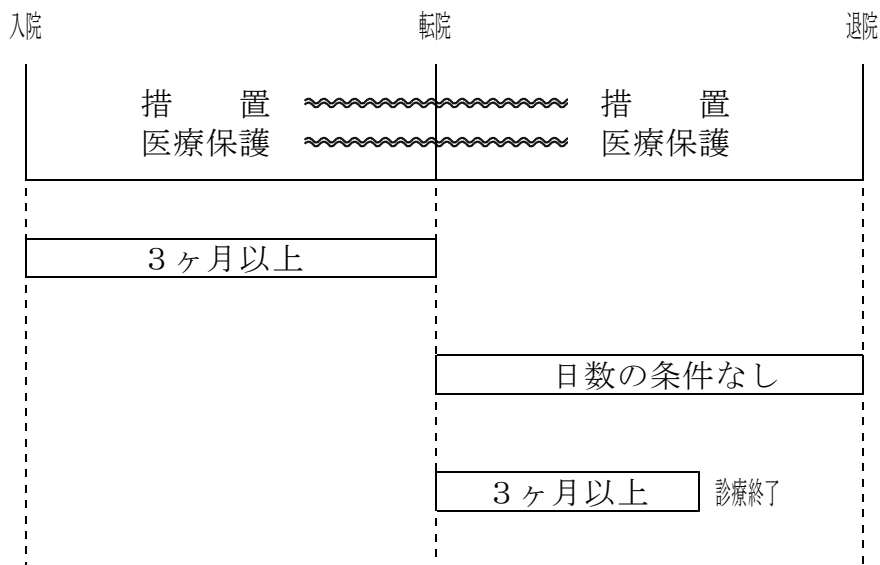 入院 転院 退院
措 置 措 置
医療保護 医療保護
3ヶ月以上
日数の条件なし
3ヶ月以上 診療終了